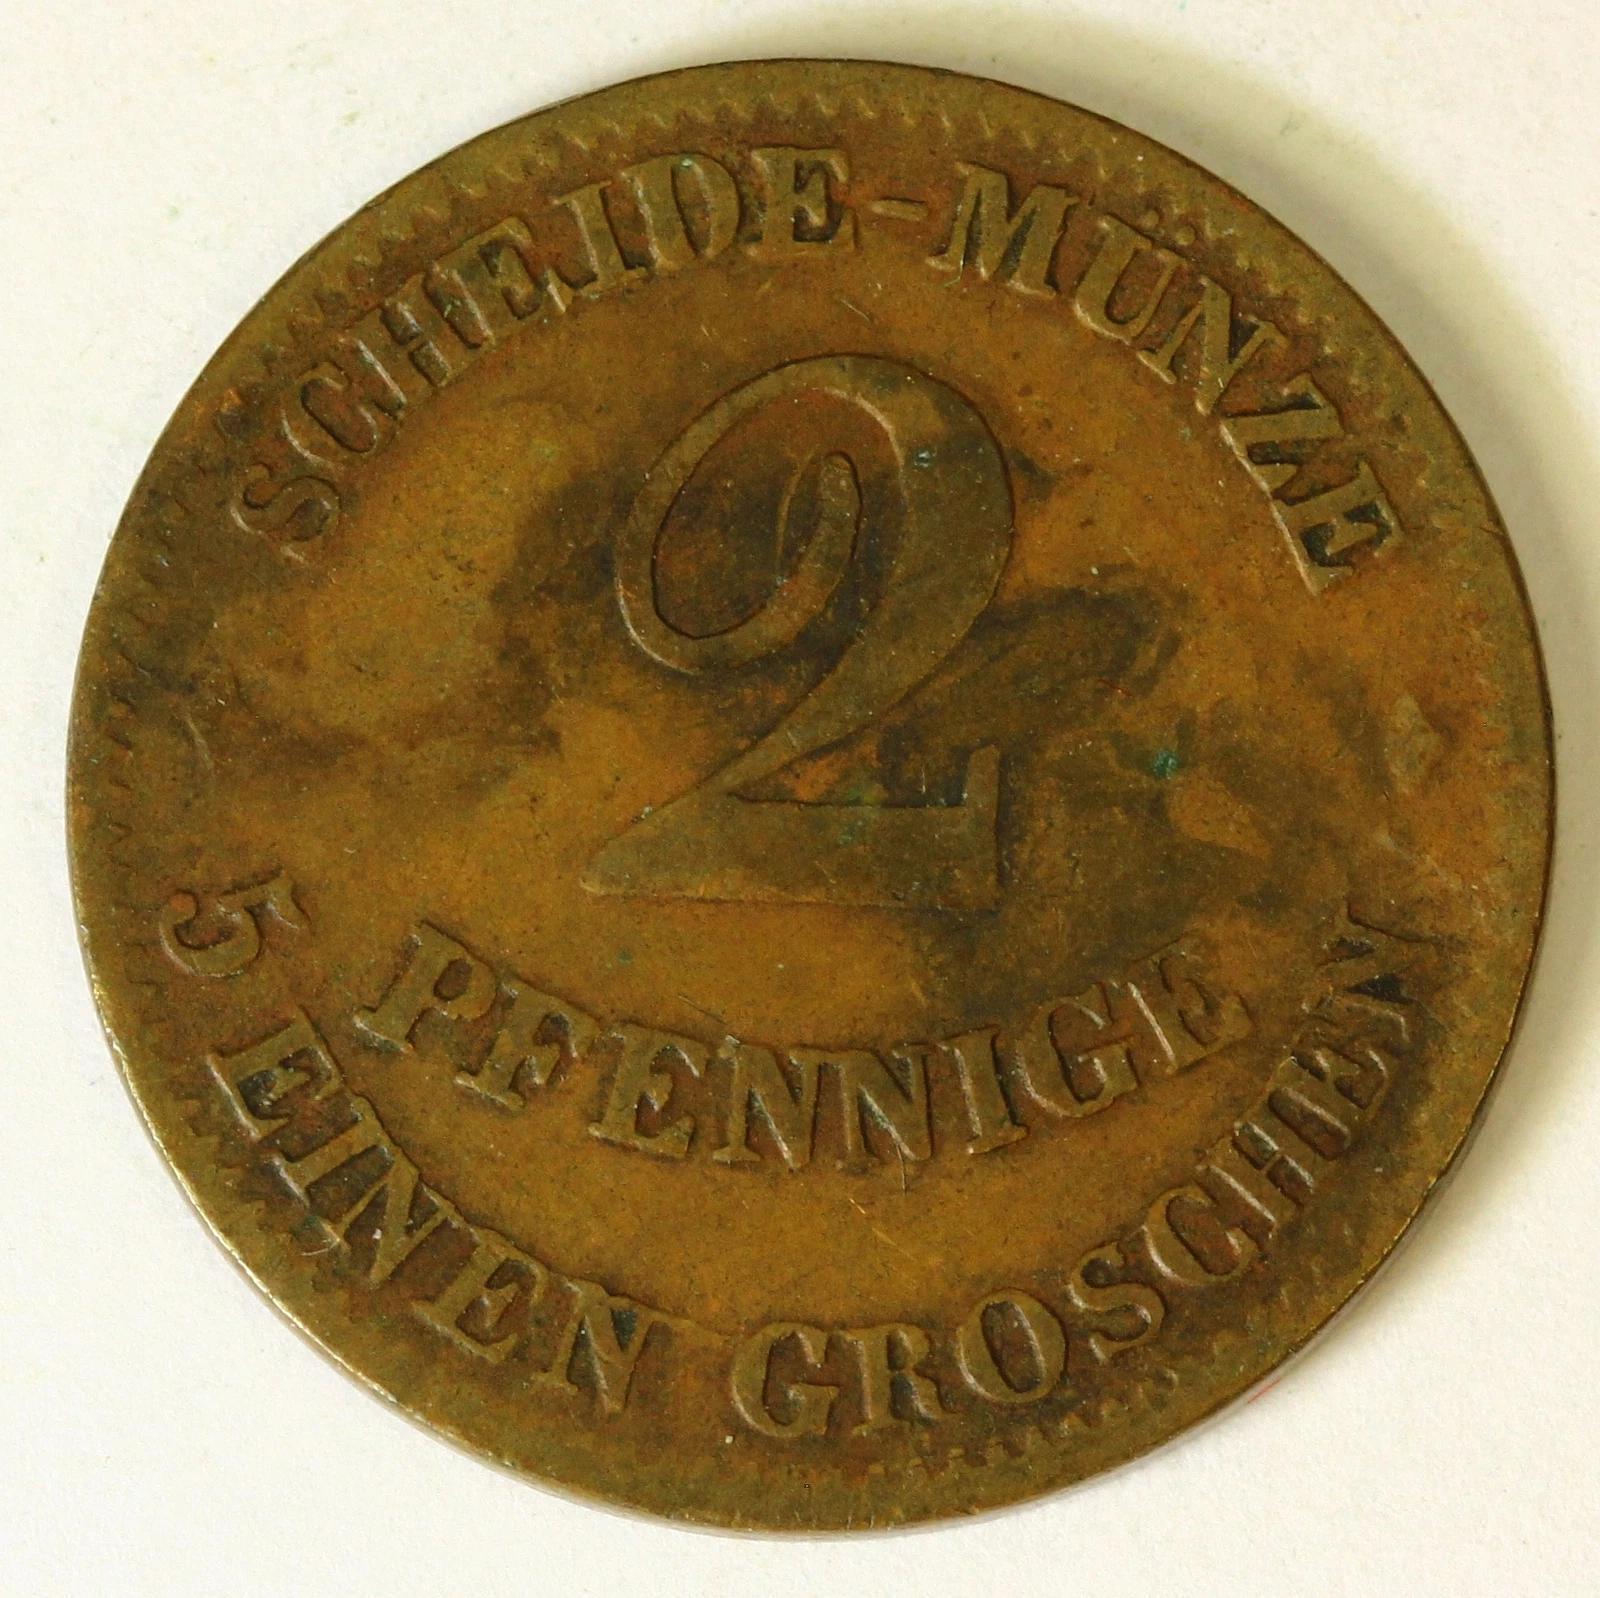 SCHEIDE-MÜNZE
2
PFENNIGE
5 EINEN GROSCHEN